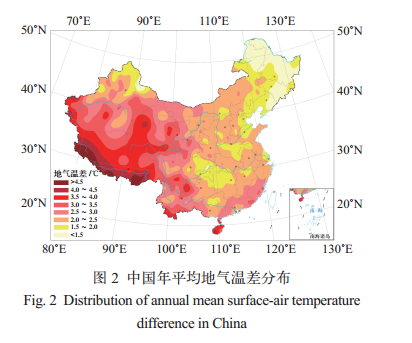 70°E 90°E 110°E 130°E
50°N 50°N
40°N 40°N
30°N 30°N
地气温差/℃
>4.5
4.0 ~ 4.5
3.5 ~ 4.0
3.0 ~ 3.5
2.5 ~ 3.0
2.0 ~ 2.5
1.5 ~ 2.0
<1.5
20°N 20°N
南海
南海诸岛
80°E 90°E 100°E 110°E 120°E
图 2 中国年平均地气温差分布
Fig. 2 Distribution of annual mean surface-air temperature
difference in China